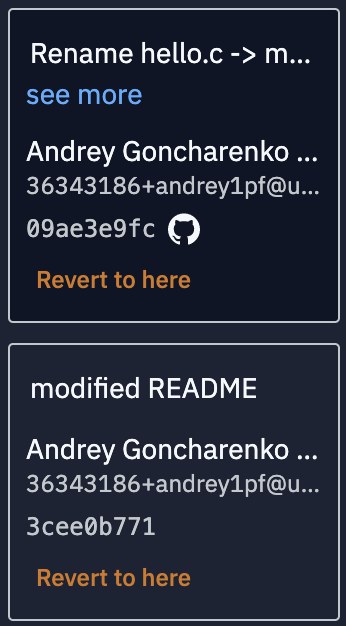 Rename hello.c -> m...
see more
Andrey Goncharenko ...
36343186+andrey1pf@u...
09ae3e9fc
Revert to here
modified README
Andrey Goncharenko ...
36343186+andrey1pf@u...
3cee0b771
Revert to here